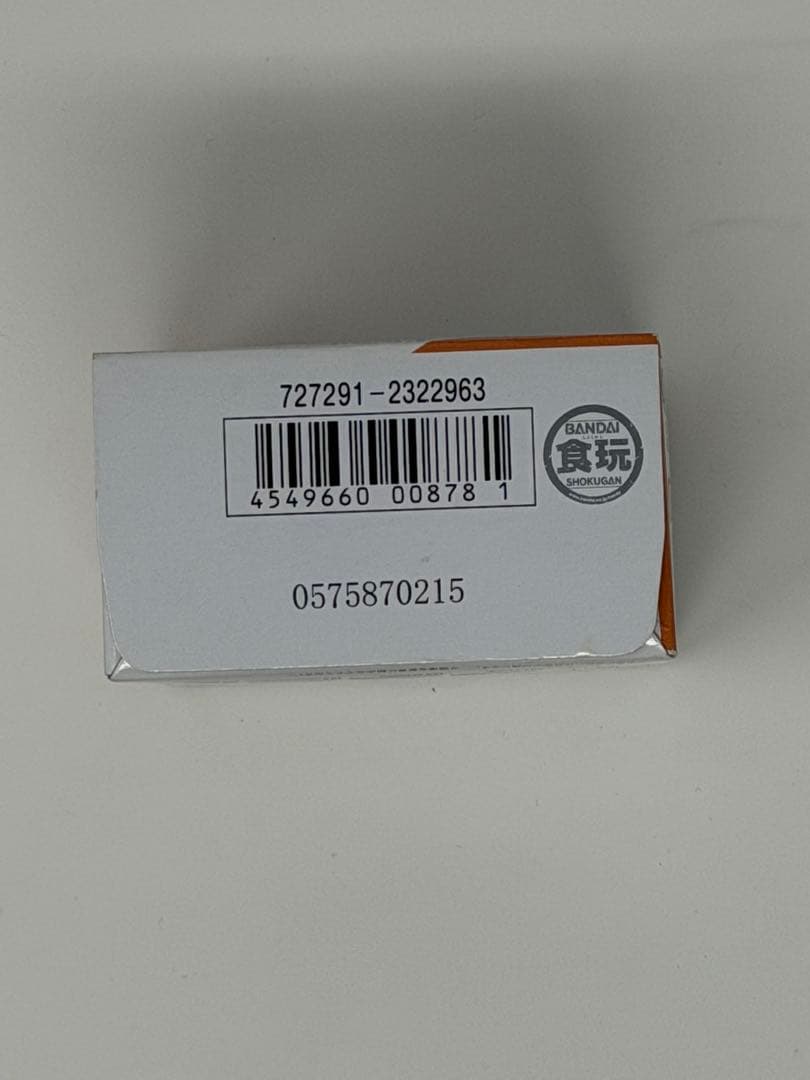 727291-2322963
4549660 00878 1
BANDAI
食玩
SHOKUGAN
0575870215